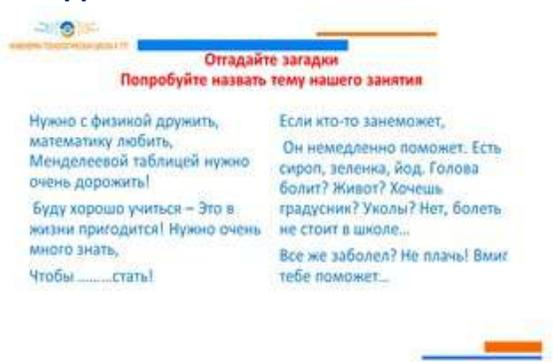 Отгадайте загадки
Попробуйте назвать тему нашего занятия
Нужно с физикой дружить,
математику любить,
Менделеевой таблицей нужно
очень дорожить!
Буду хорошо учиться – Это в
жизни пригодится! Нужно очень
много знать,
Чтобы .........стать!
Если кто-то занеможет,
Он немедленно поможет. Есть
сироп, зеленка, йод. Голова
болит? Живот? Хочешь
градусник? Уколы? Нет, болеть
не стоит в школе...
Все же заболел? Не плачь! Вмиг
тебе поможет...